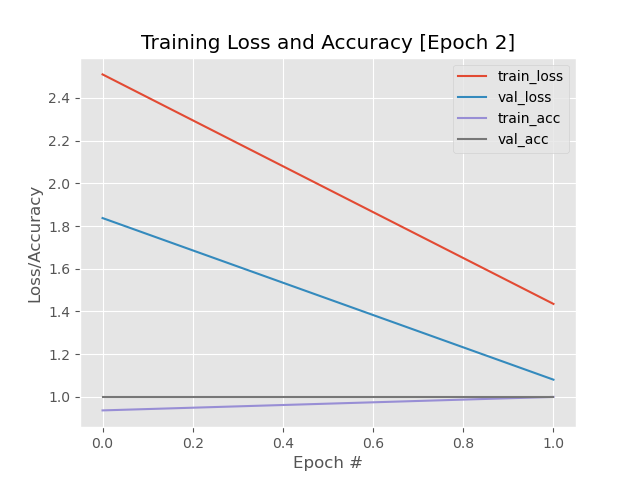 Training Loss and Accuracy [Epoch 2]
train_loss
val_loss
train_acc
val_acc
2.4
2.2
2.0
1.8
1.6
1.4
1.2
1.0
Loss/Accuracy
0.0 0.2 0.4 0.6 0.8 1.0
Epoch #